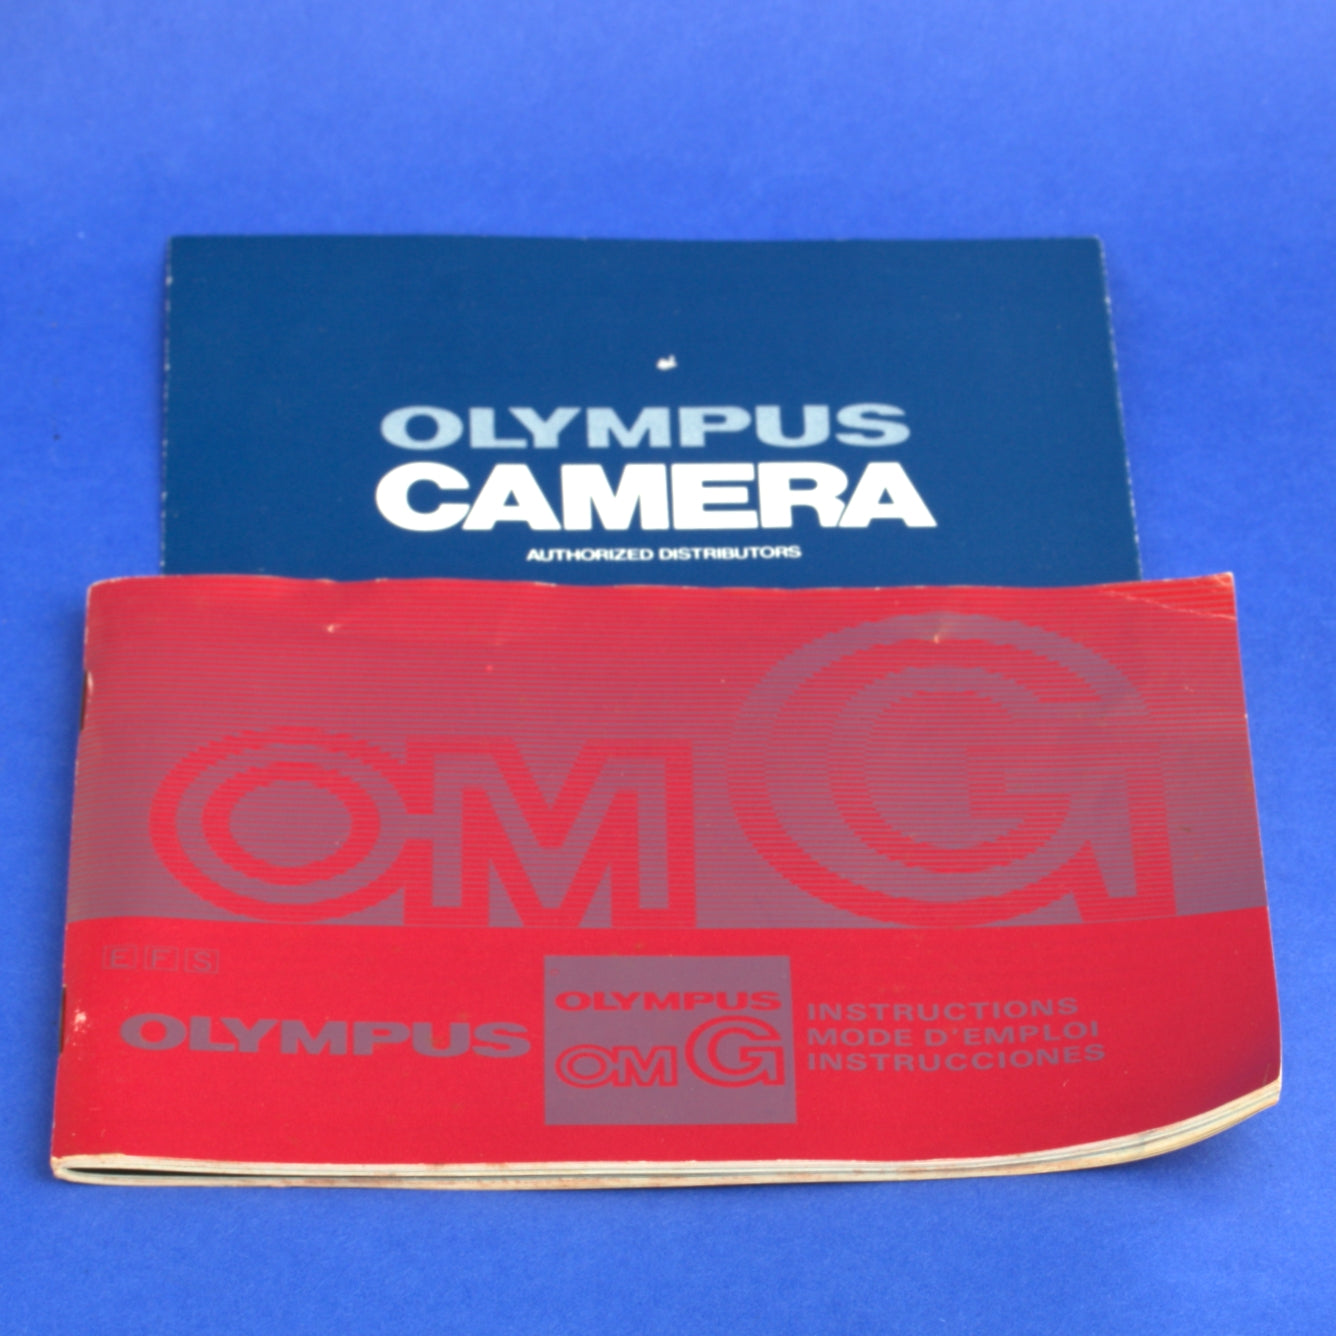 OLYMPUS
CAMERA
AUTHORIZED DISTRIBUTORS
OM G
E F S
OLYMPUS
OLYMPUS
OM G
INSTRUCTIONS
MODE D'EMPLOI
INSTRUCCIONES